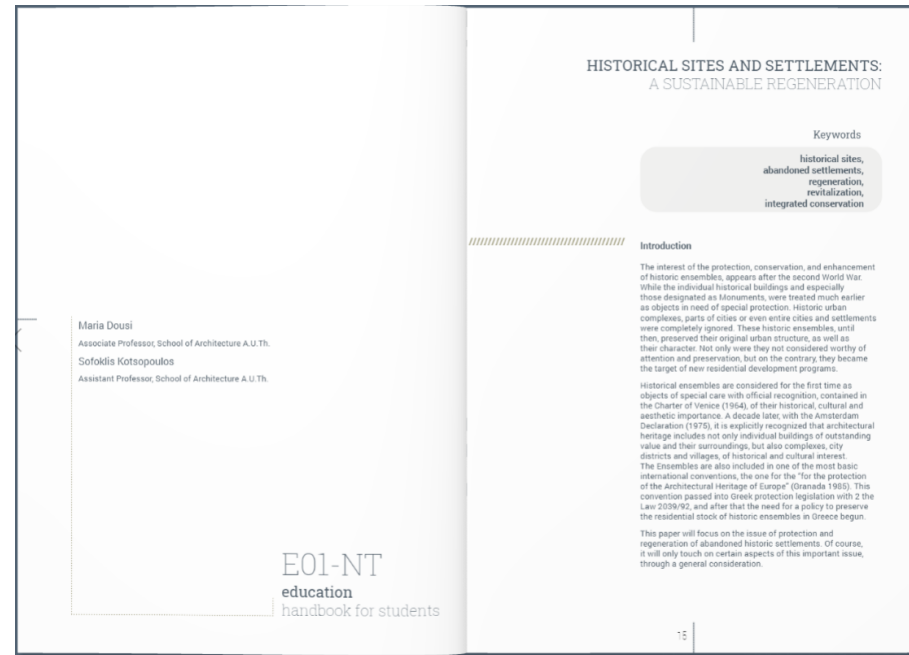 Maria Dousi
Associate Professor, School of Architecture A.U.Th.
Sofoklis Kotsopoulos
Assistant Professor, School of Architecture A.U.Th.
E01-NT
education
handbook for students
HISTORICAL SITES AND SETTLEMENTS:
A SUSTAINABLE REGENERATION
Keywords
historical sites,
abandoned settlements,
regeneration,
revitalization,
integrated conservation
Introduction
The interest of the protection, conservation, and enhancement
of historic ensembles, appears after the second World War.
While the individual historical buildings and especially
those designated as Monuments, were treated much earlier
as objects in need of special protection. Historic urban
complexes, parts of cities or even entire cities and settlements
were completely ignored. These historic ensembles, until
then, preserved their original urban structure, as well as
their character. Not only were they not considered worthy of
attention and preservation, but on the contrary, they became
the target of new residential development programs.
Historical ensembles are considered for the first time as
objects of special care with official recognition, contained in
the Charter of Venice (1964), of their historical, cultural and
aesthetic importance. A decade later, with the Amsterdam
Declaration (1975), it is explicitly recognized that architectural
heritage includes not only individual buildings of outstanding
value and their surroundings, but also complexes, city
districts and villages, of historical and cultural interest.
The Ensembles are also included in one of the most basic
international conventions, the one for the "for the protection
of the Architectural Heritage of Europe" (Granada 1985). This
convention passed into Greek protection legislation with 2 the
Law 2039/92, and after that the need for a policy to preserve
the residential stock of historic ensembles in Greece begun.
This paper will focus on the issue of protection and
regeneration of abandoned historic settlements. Of course,
it will only touch on certain aspects of this important issue,
through a general consideration.
15